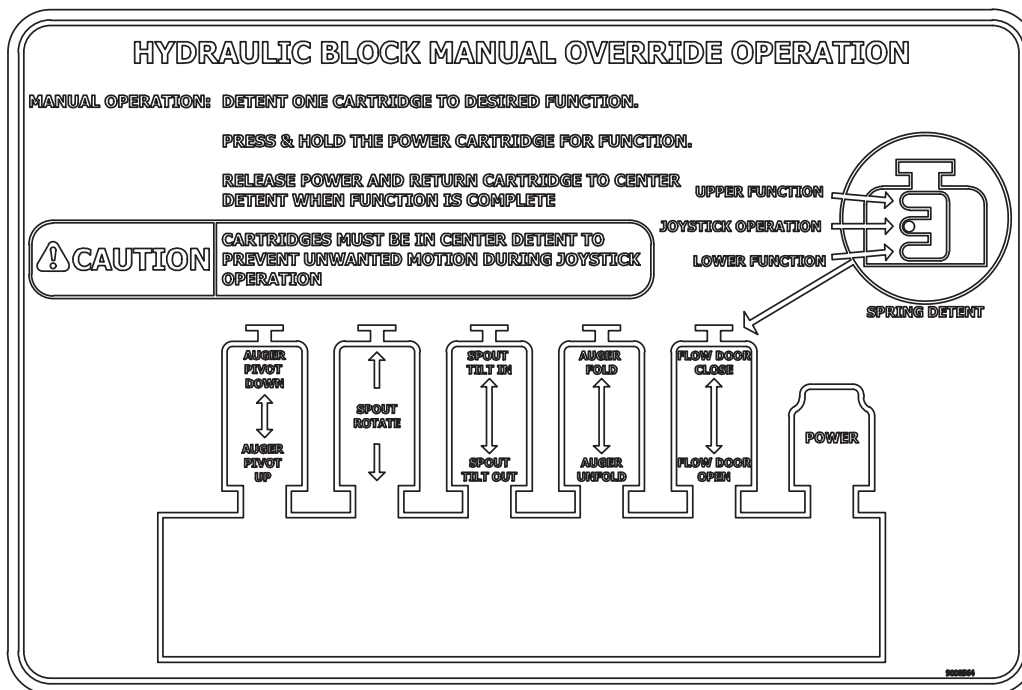 HYDRAULIC BLOCK MANUAL OVERRIDE OPERATION
MANUAL OPERATION: DETENT ONE CARTRIDGE TO DESIRED FUNCTION.
PRESS & HOLD THE POWER CARTRIDGE FOR FUNCTION.
RELEASE POWER AND RETURN CARTRIDGE TO CENTER
DETENT WHEN FUNCTION IS COMPLETE
CAUTION
CARTRIDGES MUST BE IN CENTER DETENT TO
PREVENT UNWANTED MOTION DURING JOYSTICK
OPERATION
UPPER FUNCTION
JOYSTICK OPERATION
LOWER FUNCTION
SPRING DETENT
AUGER
PIVOT
DOWN
AUGER
PIVOT
UP
SPOUT
ROTATE
SPOUT
TILT IN
SPOUT
TILT OUT
AUGER
FOLD
AUGER
UNFOLD
FLOW DOOR
CLOSE
FLOW DOOR
OPEN
POWER